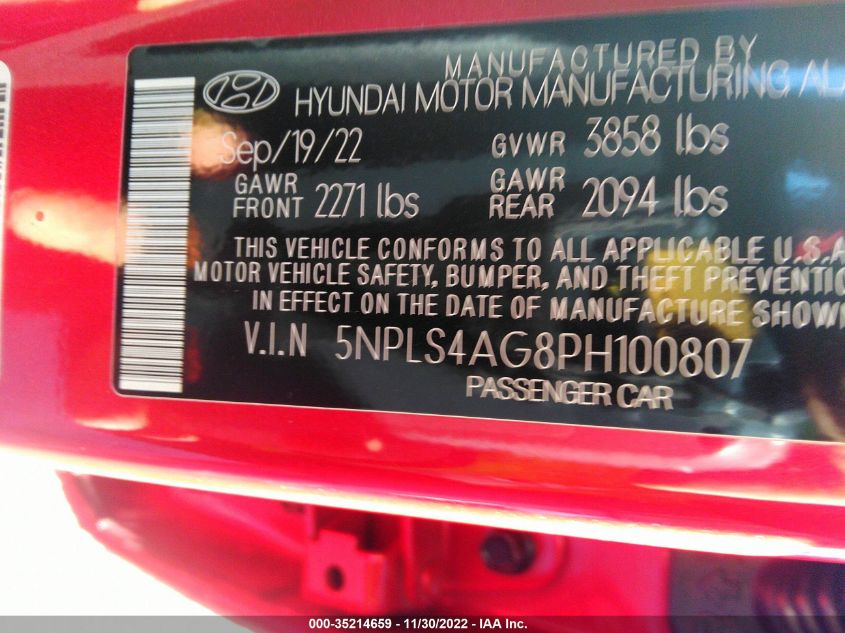 MANUFACTURED BY
HYUNDAI MOTOR MANUFACTURING
Sep/19/22 GVWR 3858 lbs
GAWR FRONT 2271 lbs GAWR REAR 2094 lbs
THIS VEHICLE CONFORMS TO ALL APPLICABLE U.S.A
MOTOR VEHICLE SAFETY, BUMPER, AND THEFT PREVENTIO
IN EFFECT ON THE DATE OF MANUFACTURE SHOWN
V.I.N 5NPLS4AG8PH100807
PASSENGER CAR
000-35214659 - 11/30/2022 - IAA Inc.